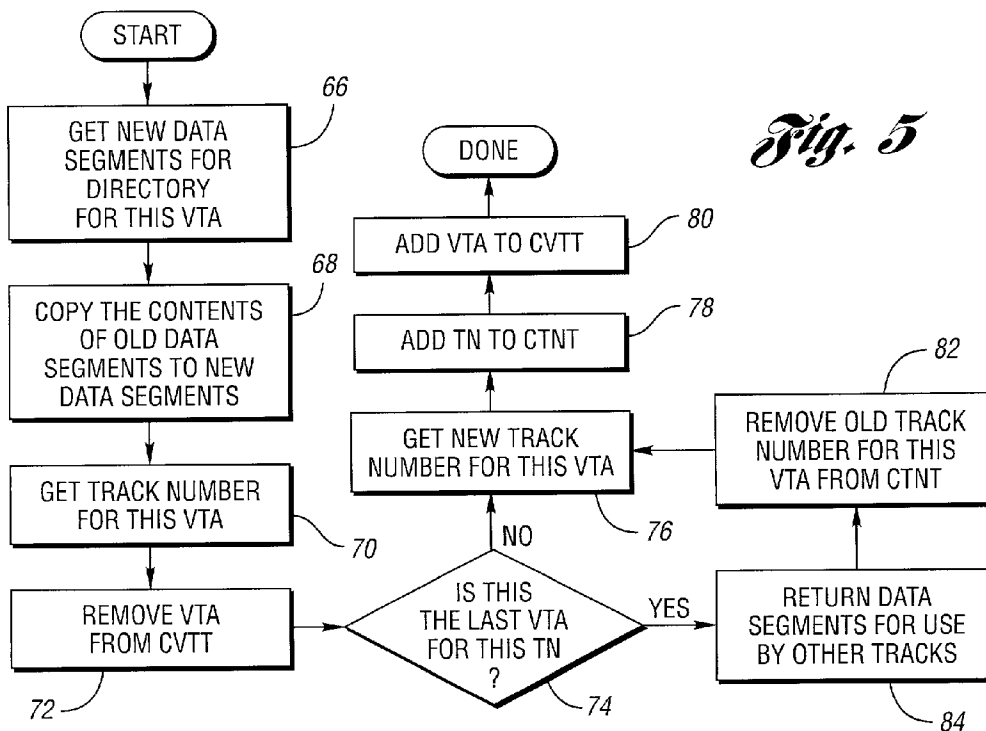 START
66
GET NEW DATA
SEGMENTS FOR
DIRECTORY
FOR THIS VTA
68
COPY THE CONTENTS
OF OLD DATA
SEGMENTS TO NEW
DATA SEGMENTS
GET TRACK NUMBER
FOR THIS VTA
70
REMOVE VTA
FROM CVTT
72
IS THIS
THE LAST VTA
FOR THIS TN
?
74
NO
YES
GET NEW TRACK
NUMBER FOR THIS VTA
76
ADD TN TO CTNT
78
ADD VTA TO CVTT
80
DONE
82
REMOVE OLD TRACK
NUMBER FOR THIS
VTA FROM CTNT
RETURN DATA
SEGMENTS FOR USE
BY OTHER TRACKS
84
Fig. 5